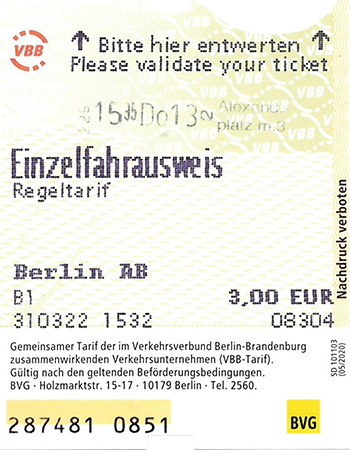 VBB
↑ Bitte hier entwerten ↑
Please validate your ticket
15 Do 13 Alexand.
platz m.3
Einzelfahrausweis
Regeltarif
Berlin AB
B1 3,00 EUR
310322 1532 08304
Nachdruck verboten
SD 101103
(05/2020)
Gemeinsamer Tarif der im Verkehrsverbund Berlin-Brandenburg
zusammenwirkenden Verkehrsunternehmen (VBB-Tarif).
Gültig nach den geltenden Beförderungsbedingungen.
BVG · Holzmarktstr. 15-17 · 10179 Berlin · Tel. 2560.
287481 0851
BVG